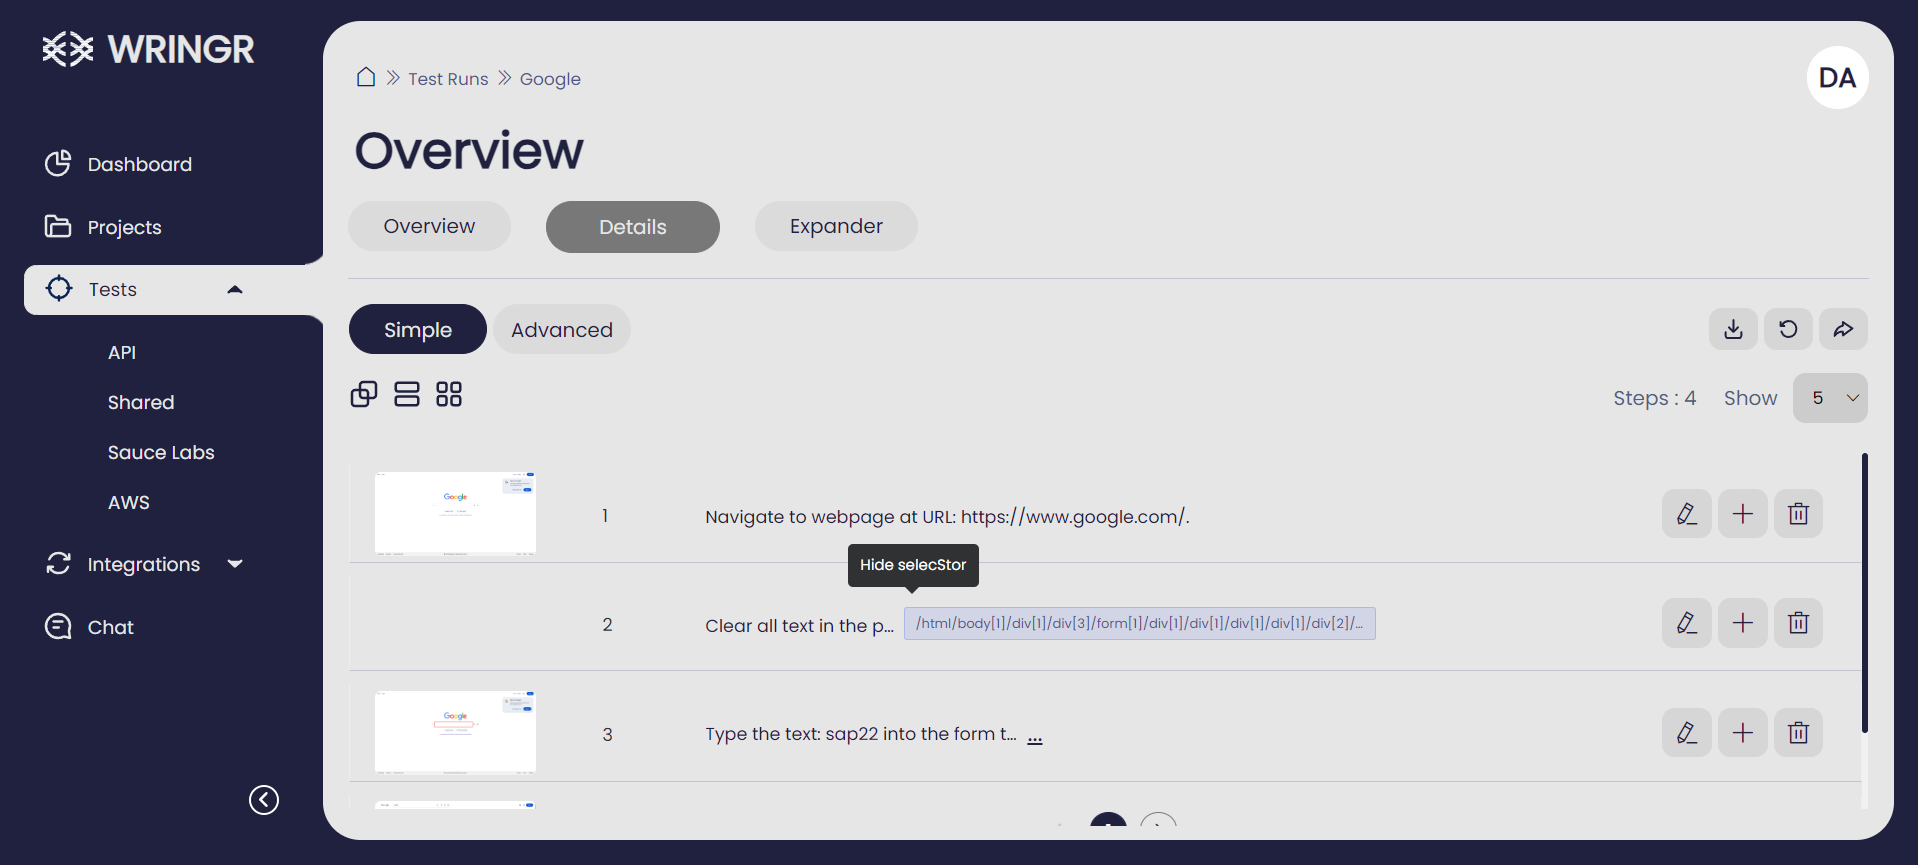 WRINGR
Test Runs
Google
DA
Overview
Dashboard
Projects
Tests
API
Shared
Sauce Labs
AWS
Integrations
Chat
Overview
Details
Expander
Simple
Advanced
Steps : 4
Show
5
Google
1
Navigate to webpage at URL: https://www.google.com/.
Hide selecStor
2
Clear all text in the p...
/html/body[1]/div[1]/div[3]/form[1]/div[1]/div[1]/div[1]/div[1]/div[2]/...
Google
3
Type the text: sap22 into the form t... ...